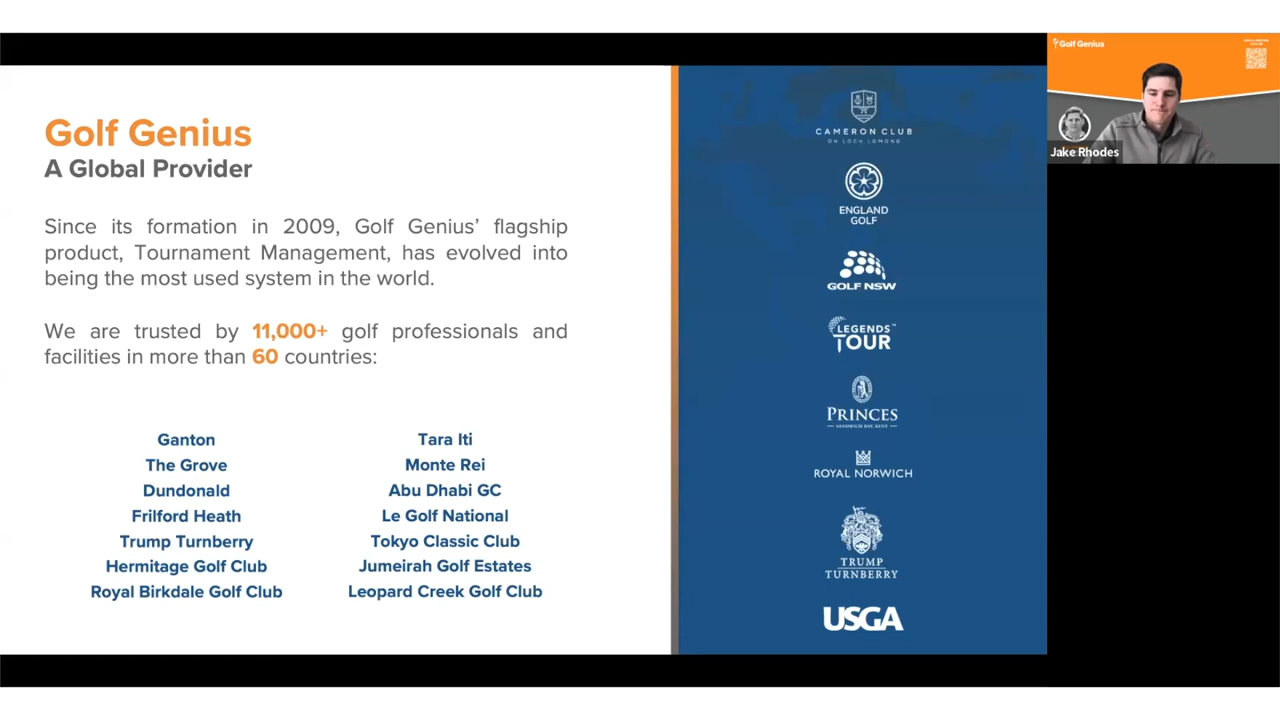 Golf Genius
A Global Provider
Since its formation in 2009, Golf Genius’ flagship
product, Tournament Management, has evolved into
being the most used system in the world.
We are trusted by 11,000+ golf professionals and
facilities in more than 60 countries:
Ganton
The Grove
Dundonald
Frilford Heath
Trump Turnberry
Hermitage Golf Club
Royal Birkdale Golf Club
Tara Iti
Monte Rei
Abu Dhabi GC
Le Golf National
Tokyo Classic Club
Jumeirah Golf Estates
Leopard Creek Golf Club
CAMERON CLUB
ON LOCH LOMOND
ENGLAND
GOLF
GOLF NSW
LEGENDS™
TOUR
PRINCES
SANDWICH BAY, KENT
ROYAL NORWICH
TRUMP
TURNBERRY
USGA
Golf Genius
Jake Rhodes